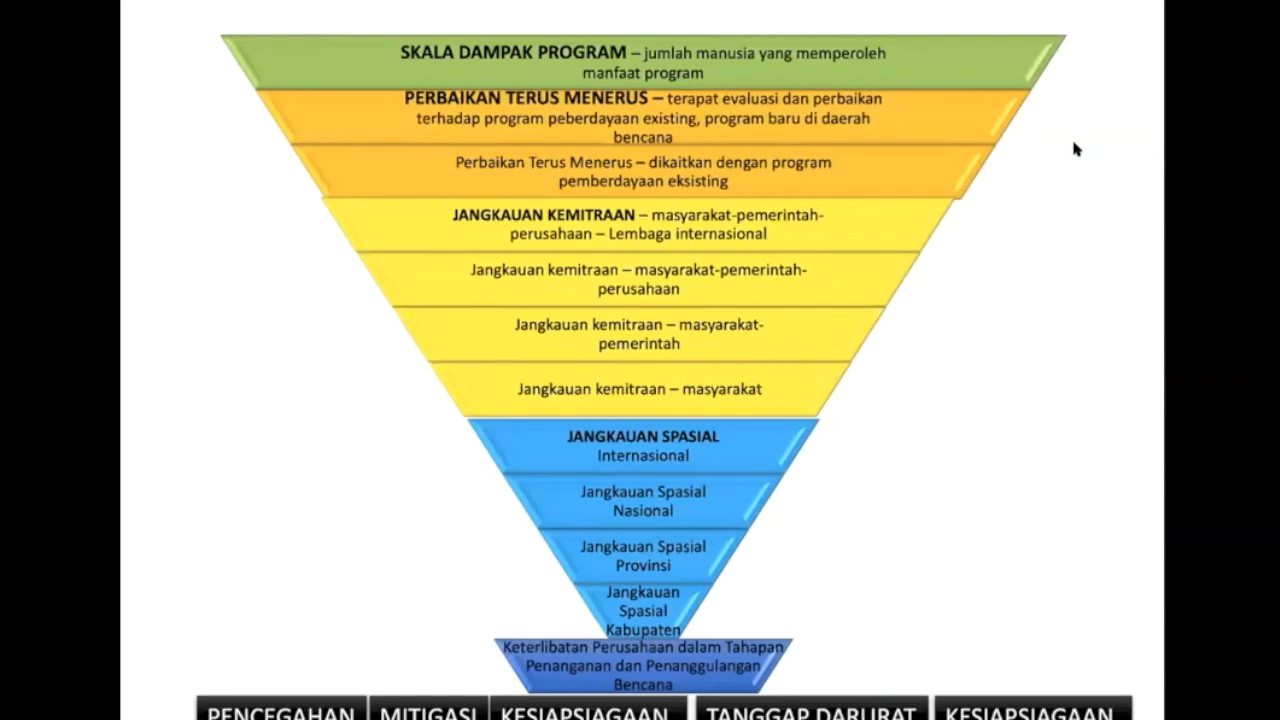 SKALA DAMPAK PROGRAM – jumlah manusia yang memperoleh
manfaat program
PERBAIKAN TERUS MENERUS – terapat evaluasi dan perbaikan
terhadap program peberdayaan existing, program baru di daerah
bencana
Perbaikan Terus Menerus – dikaitkan dengan program
pemberdayaan eksisting
JANGKAUAN KEMITRAAN – masyarakat-pemerintah-
perusahaan – Lembaga internasional
Jangkauan kemitraan – masyarakat-pemerintah-
perusahaan
Jangkauan kemitraan – masyarakat-
pemerintah
Jangkauan kemitraan – masyarakat
JANGKAUAN SPASIAL
Internasional
Jangkauan Spasial
Nasional
Jangkauan Spasial
Provinsi
Jangkauan
Spasial
Kabupaten
Keterlibatan Perusahaan dalam Tahapan
Penanganan dan Penanggulangan
Bencana
PENCEGAHAN MITIGASI KESIAPSIAGAAN TANGGAP DARURAT KESIAPSIAGAAN